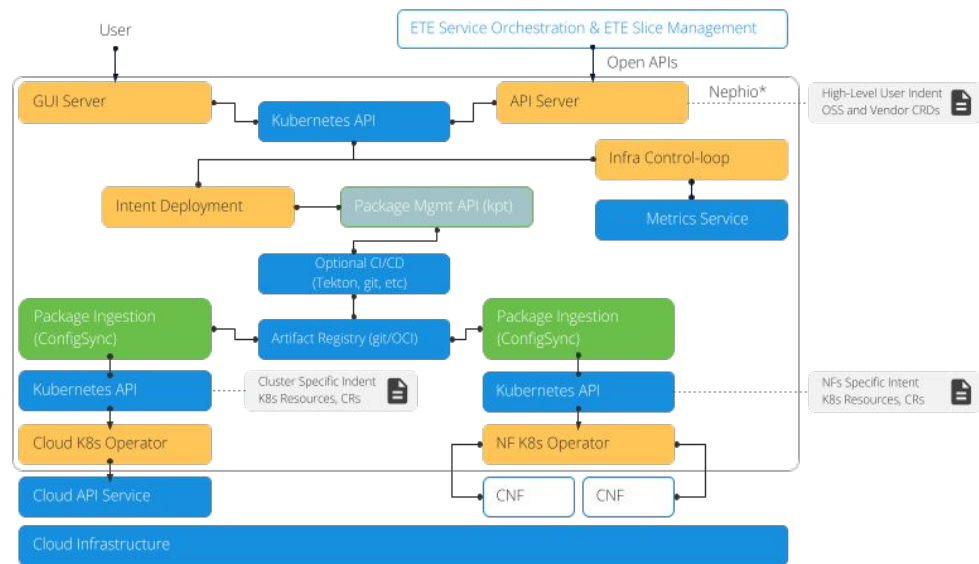 User
ETE Service Orchestration & ETE Slice Management
Open APIs
GUI Server
API Server
Nephio*
High-Level User Indent
OSS and Vendor CRDs
Kubernetes API
Infra Control-loop
Intent Deployment
Package Mgmt API (kpt)
Metrics Service
Optional CI/CD
(Tekton, git, etc)
Package Ingestion
(ConfigSync)
Artifact Registry (git/OCI)
Package Ingestion
(ConfigSync)
Kubernetes API
Cluster Specific Indent
K8s Resources, CRs
Kubernetes API
NFs Specific Intent
K8s Resources, CRs
Cloud K8s Operator
NF K8s Operator
Cloud API Service
CNF
CNF
Cloud Infrastructure